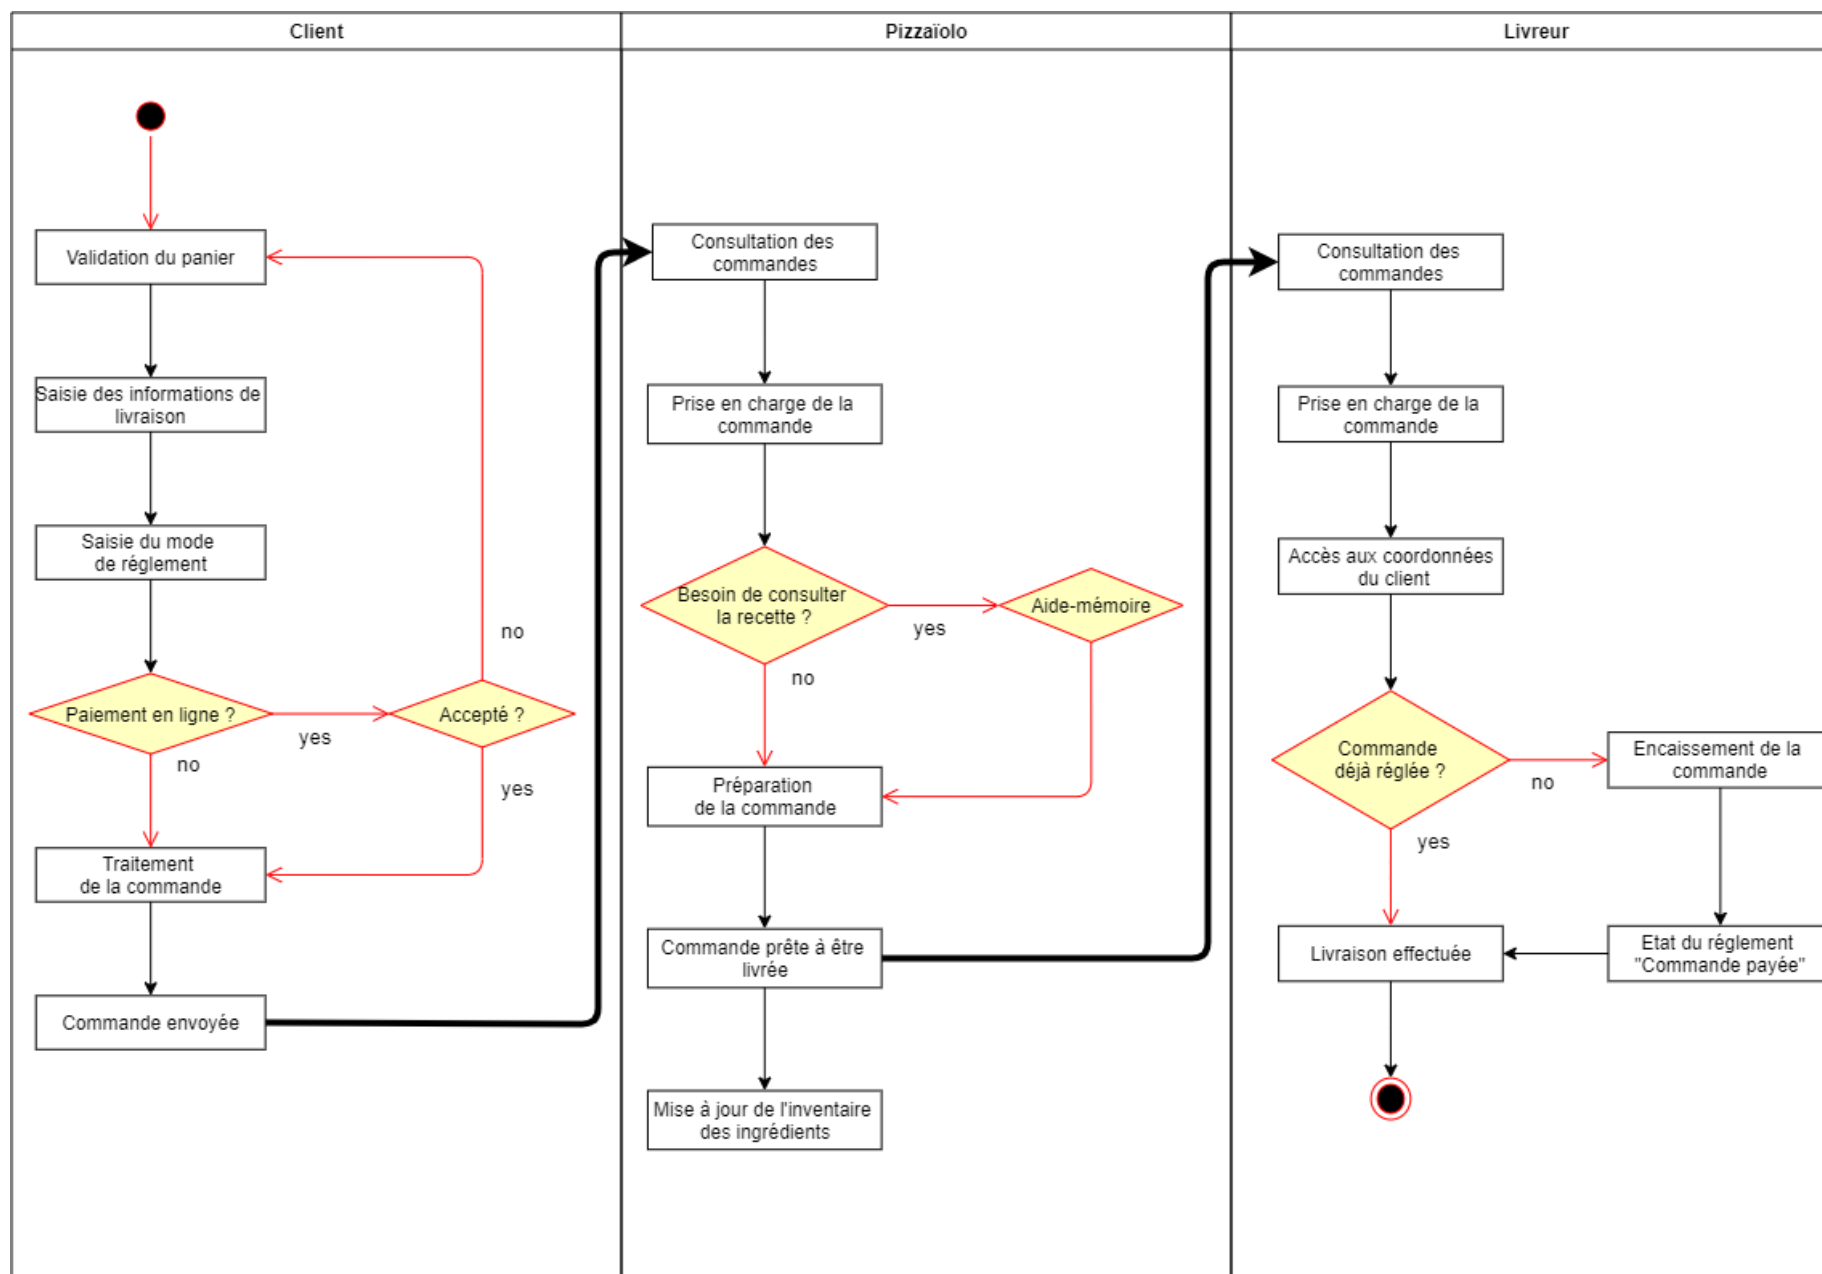 Client
Pizzaïolo
Livreur
Validation du panier
Saisie des informations de
livraison
Saisie du mode
de réglement
Paiement en ligne ?
yes
no
Accepté ?
no
yes
Traitement
de la commande
Commande envoyée
Consultation des
commandes
Prise en charge de la
commande
Besoin de consulter
la recette ?
yes
no
Aide-mémoire
Préparation
de la commande
Commande prête à être
livrée
Mise à jour de l'inventaire
des ingrédients
Consultation des
commandes
Prise en charge de la
commande
Accès aux coordonnées
du client
Commande
déjà réglée ?
no
yes
Encaissement de la
commande
Etat du réglement
"Commande payée"
Livraison effectuée